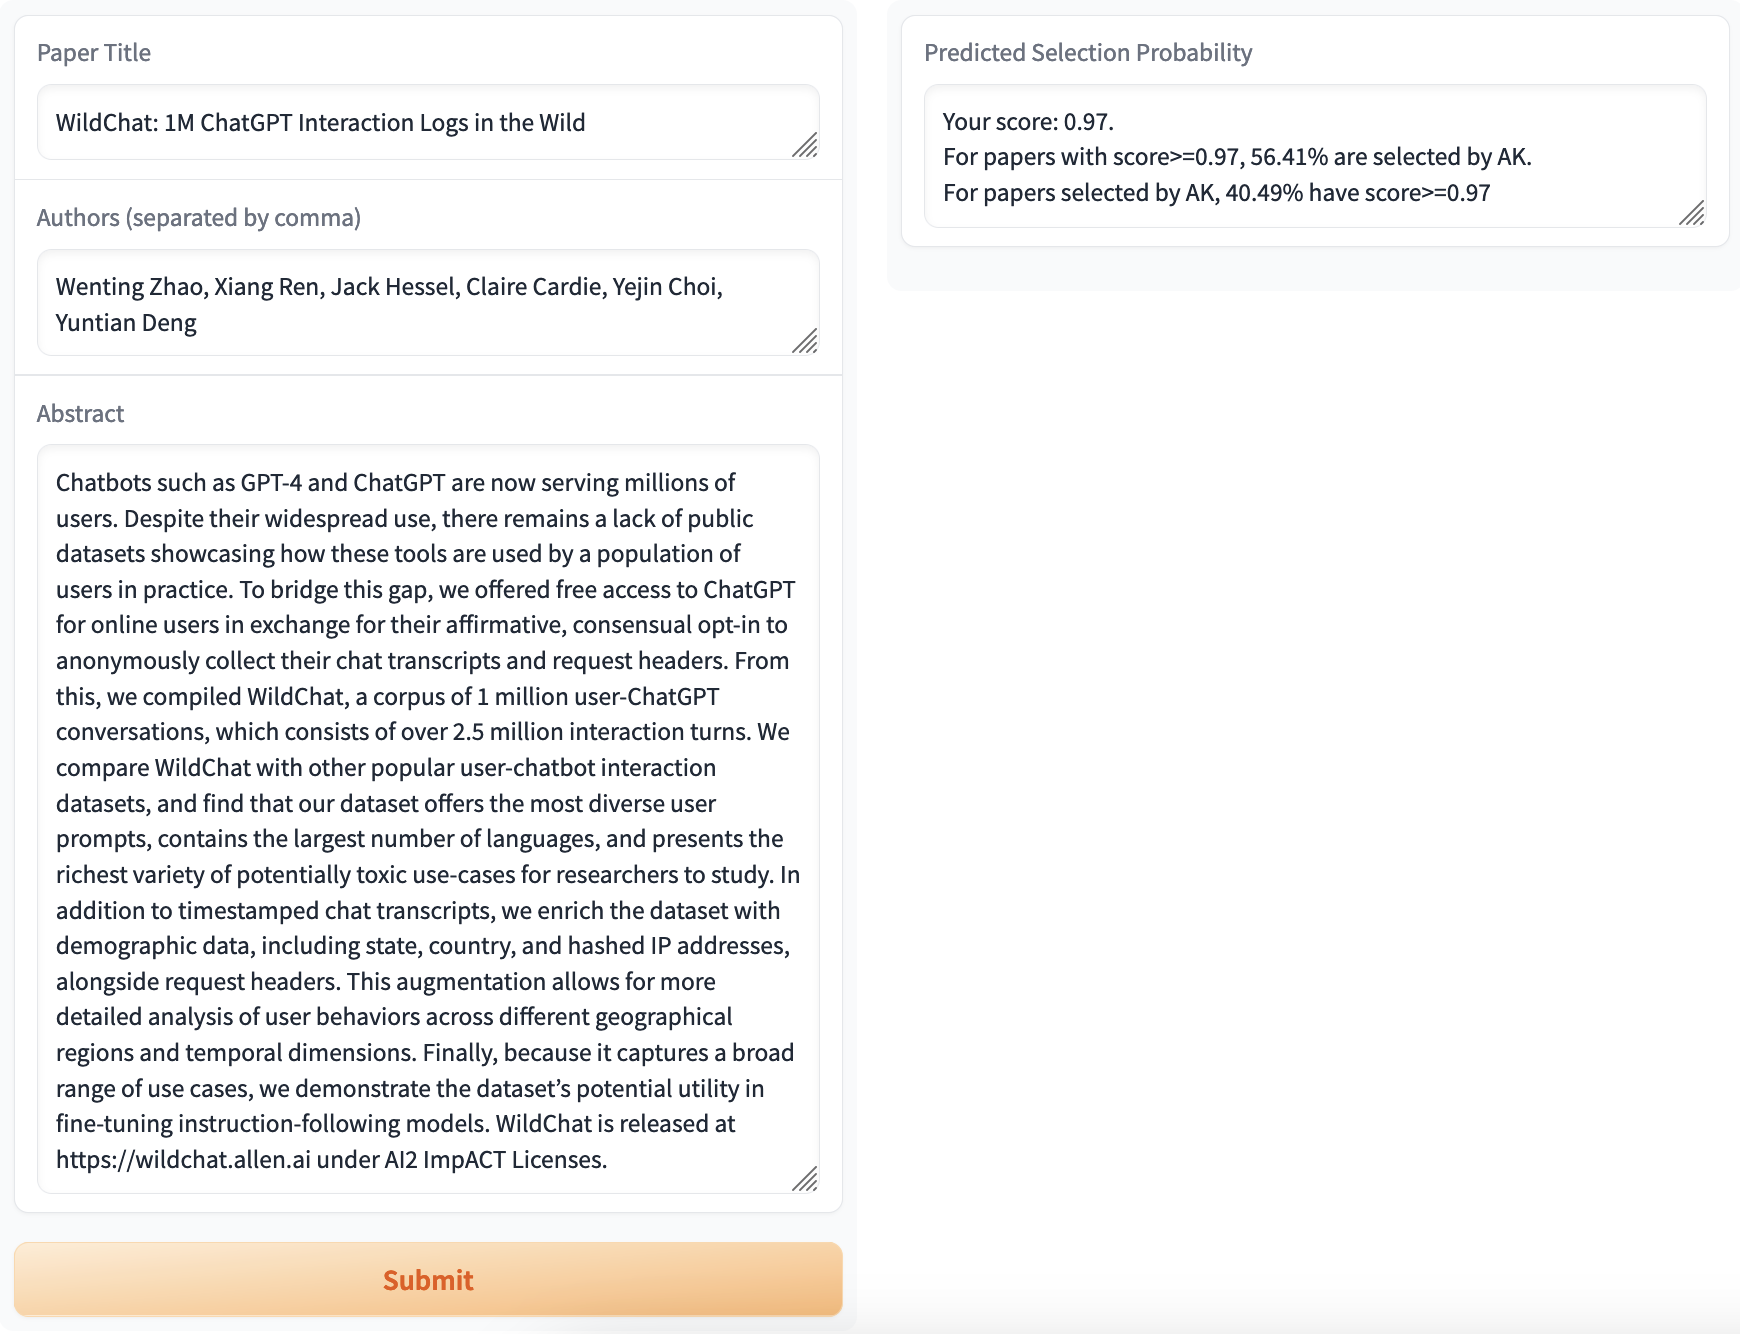 Paper Title
WildChat: 1M ChatGPT Interaction Logs in the Wild
Authors (separated by comma)
Wenting Zhao, Xiang Ren, Jack Hessel, Claire Cardie, Yejin Choi,
Yuntian Deng
Abstract
Chatbots such as GPT-4 and ChatGPT are now serving millions of
users. Despite their widespread use, there remains a lack of public
datasets showcasing how these tools are used by a population of
users in practice. To bridge this gap, we offered free access to ChatGPT
for online users in exchange for their affirmative, consensual opt-in to
anonymously collect their chat transcripts and request headers. From
this, we compiled WildChat, a corpus of 1 million user-ChatGPT
conversations, which consists of over 2.5 million interaction turns. We
compare WildChat with other popular user-chatbot interaction
datasets, and find that our dataset offers the most diverse user
prompts, contains the largest number of languages, and presents the
richest variety of potentially toxic use-cases for researchers to study. In
addition to timestamped chat transcripts, we enrich the dataset with
demographic data, including state, country, and hashed IP addresses,
alongside request headers. This augmentation allows for more
detailed analysis of user behaviors across different geographical
regions and temporal dimensions. Finally, because it captures a broad
range of use cases, we demonstrate the dataset’s potential utility in
fine-tuning instruction-following models. WildChat is released at
https://wildchat.allen.ai under AI2 ImpACT Licenses.
Submit
Predicted Selection Probability
Your score: 0.97.
For papers with score>=0.97, 56.41% are selected by AK.
For papers selected by AK, 40.49% have score>=0.97